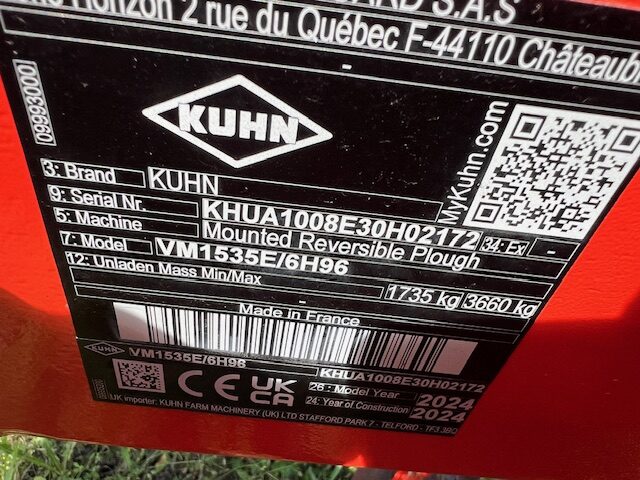 ARD S.A.S
Horizon 2 rue du Québec F-44110 Châteaub
-
09993000
KUHN
MyKuhn.com
3: Brand KUHN
9: Serial Nr. KHUA1008E30H02172
5: Machine Mounted Reversible Plough 34: Ex -
7: Model VM1535E/6H96
12: Unladen Mass Min/Max 1735 kg 3660 kg
-
Made in France
KUHN VM1535E/6H96 KHUA1008E30H02172
CE UK CA
26: Model Year 2024
24: Year of Construction 2024
UK importer: KUHN FARM MACHINERY (UK) LTD STAFFORD PARK 7 - TELFORD - TF3 3BQ